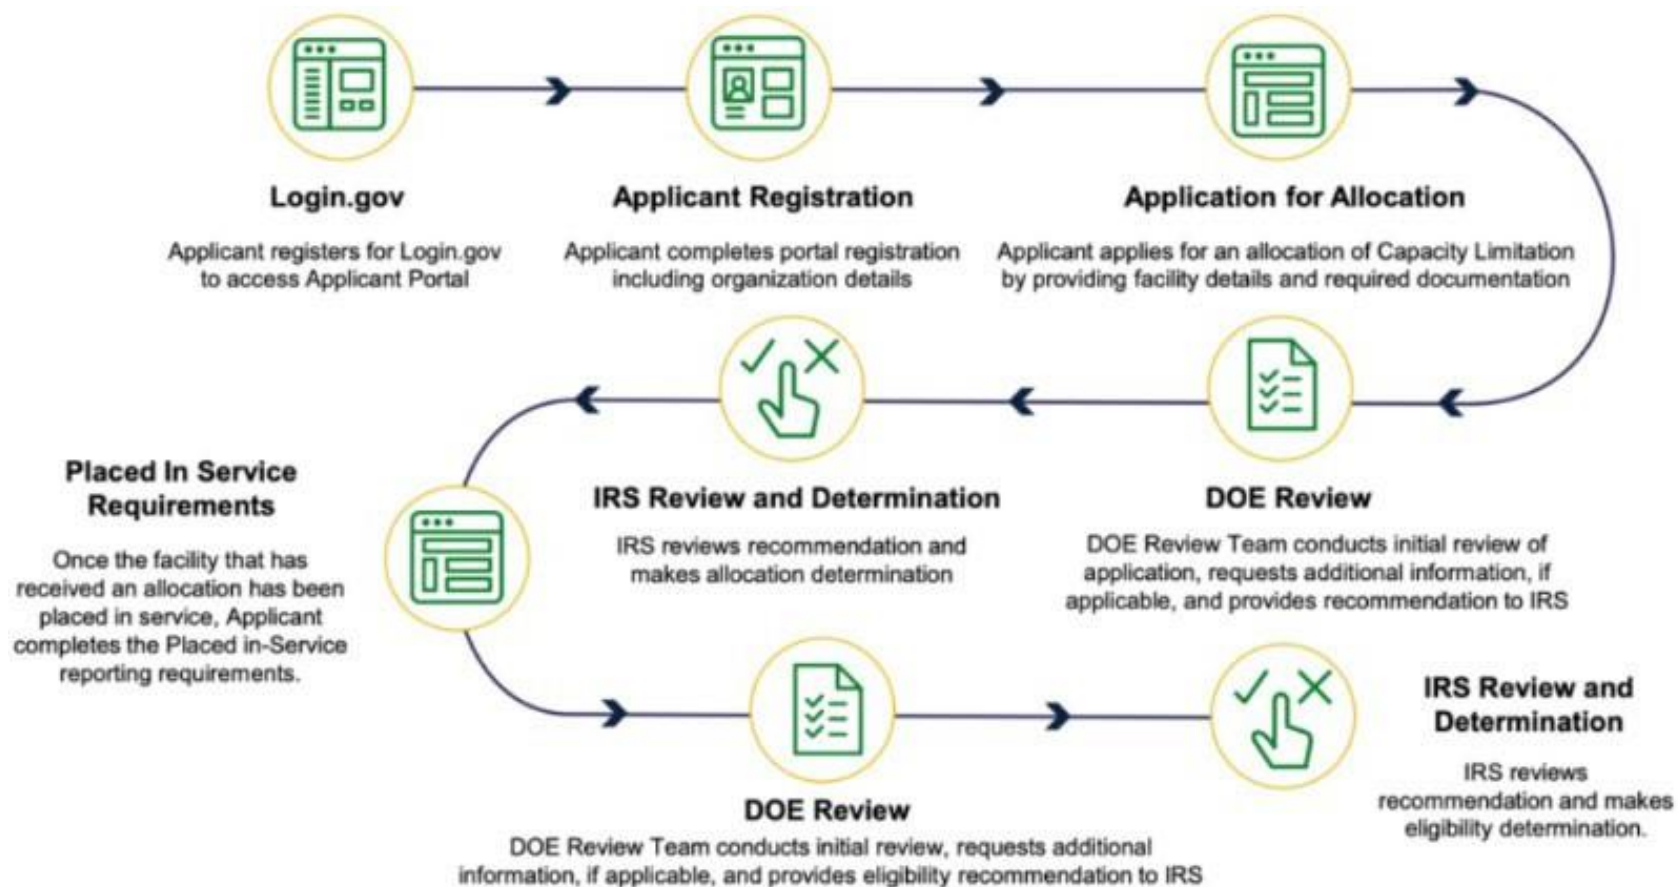 Login.gov
Applicant registers for Login.gov
to access Applicant Portal
Applicant Registration
Applicant completes portal registration
including organization details
Application for Allocation
Applicant applies for an allocation of Capacity Limitation
by providing facility details and required documentation
DOE Review
DOE Review Team conducts initial review of
application, requests additional information, if
applicable, and provides recommendation to IRS
IRS Review and Determination
IRS reviews recommendation and
makes allocation determination
Placed In Service
Requirements
Once the facility that has
received an allocation has been
placed in service, Applicant
completes the Placed in-Service
reporting requirements.
DOE Review
DOE Review Team conducts initial review, requests additional
information, if applicable, and provides eligibility recommendation to IRS
IRS Review and
Determination
IRS reviews
recommendation and makes
eligibility determination.